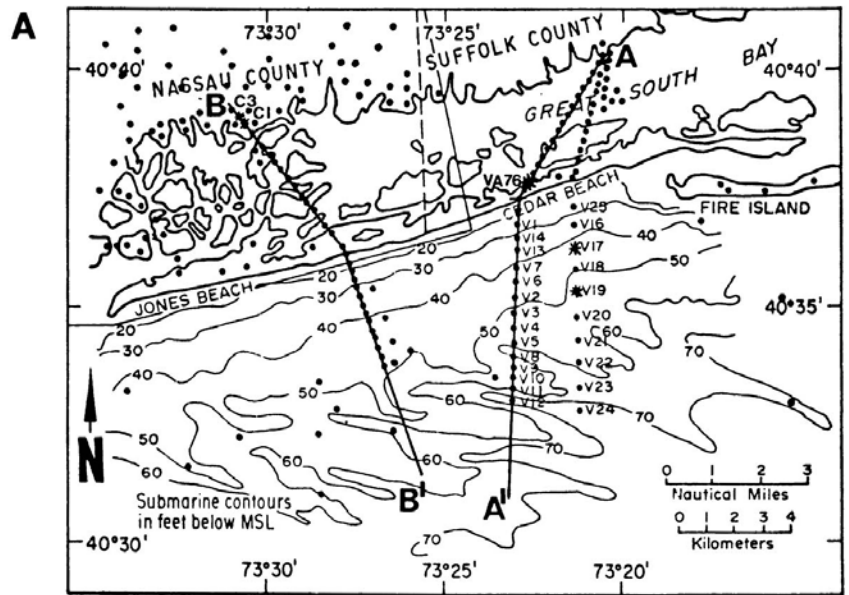 A
73°30'
73°25'
73°20'
40°40'
40°40'
NASSAU COUNTY
SUFFOLK COUNTY
A
GREAT SOUTH BAY
B
C3
C1
VA76
CEDAR BEACH
FIRE ISLAND
V25
V1
V16
V14
V13
V17
40
20
V7
V18
50
30
V6
JONES BEACH
20
30
40
V2
V19
40°35'
20
V3
50
V20
V4
C60
30
40
V5
V21
70
V8
V9
V22
40
V10
V11
V23
50
60
V12
V24
70
50
60
70
60
60
N
Submarine contours
in feet below MSL
B'
A'
0 1 2 3
Nautical Miles
0 1 2 3 4
Kilometers
70
40°30'
73°30'
73°25'
73°20'